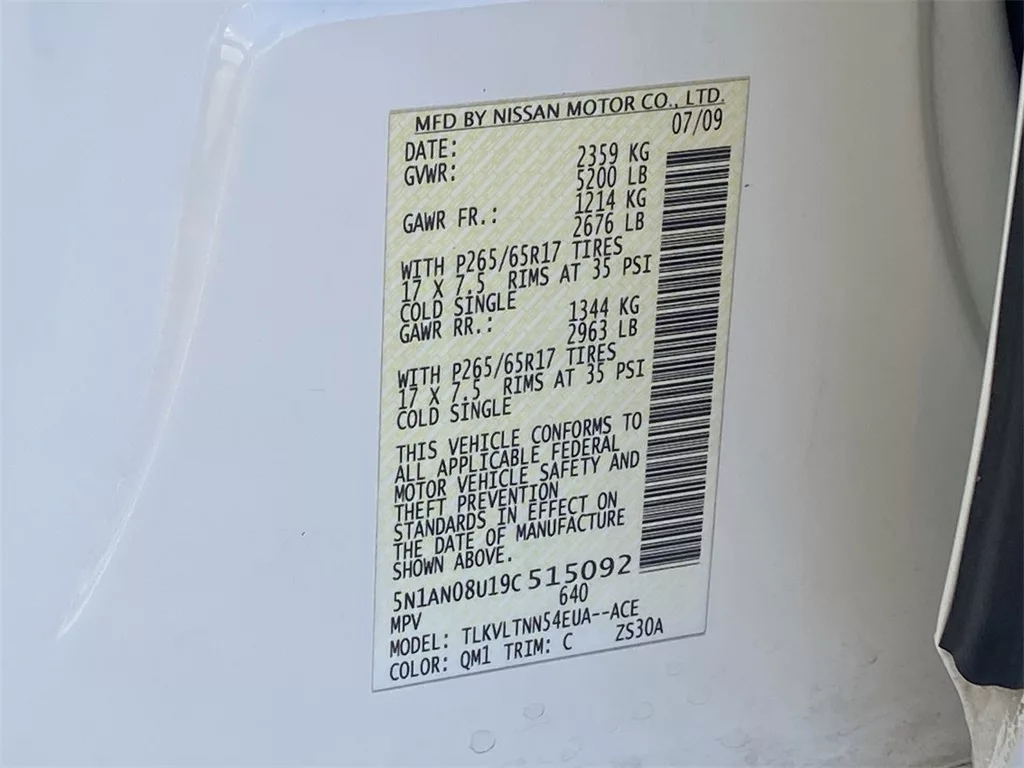 MFD BY NISSAN MOTOR CO., LTD.
DATE: 07/09
GVWR: 2359 KG
5200 LB
GAWR FR.: 1214 KG
2676 LB
WITH P265/65R17 TIRES
17 X 7.5 RIMS AT 35 PSI
COLD SINGLE
GAWR RR.: 1344 KG
2963 LB
WITH P265/65R17 TIRES
17 X 7.5 RIMS AT 35 PSI
COLD SINGLE
THIS VEHICLE CONFORMS TO
ALL APPLICABLE FEDERAL
MOTOR VEHICLE SAFETY AND
THEFT PREVENTION
STANDARDS IN EFFECT ON
THE DATE OF MANUFACTURE
SHOWN ABOVE.
5N1AN08U19C 515092
MPV 640
MODEL: TLKVLTNN54EUA--ACE
COLOR: QM1 TRIM: C ZS30A